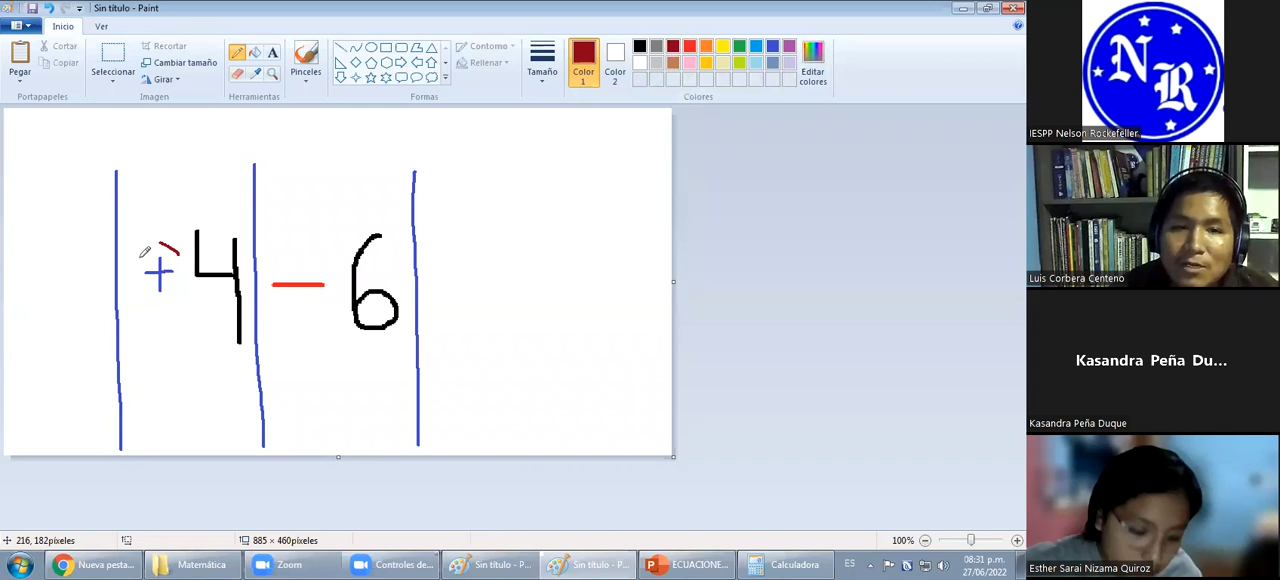 Sin título - Paint
Inicio Ver
Pegar
Cortar
Copiar
Portapapeles
Seleccionar
Recortar
Cambiar tamaño
Girar
Imagen
Herramientas
Pinceles
Contorno
Rellenar
Formas
Tamaño
Color 1
Color 2
Editar colores
Colores
+ 4 — 6
216, 182píxeles
885 × 460píxeles
100%
Nueva pesta...
Matemática
Zoom
Controles de...
Sin título - P...
Sin título - P...
ECUACIONE...
Calculadora
ES
08:31 p.m.
27/06/2022
NR
IESPP Nelson Rockefeller
Luis Corbera Centeno
Kasandra Peña Du...
Kasandra Peña Duque
Esther Sarai Nizama Quiroz